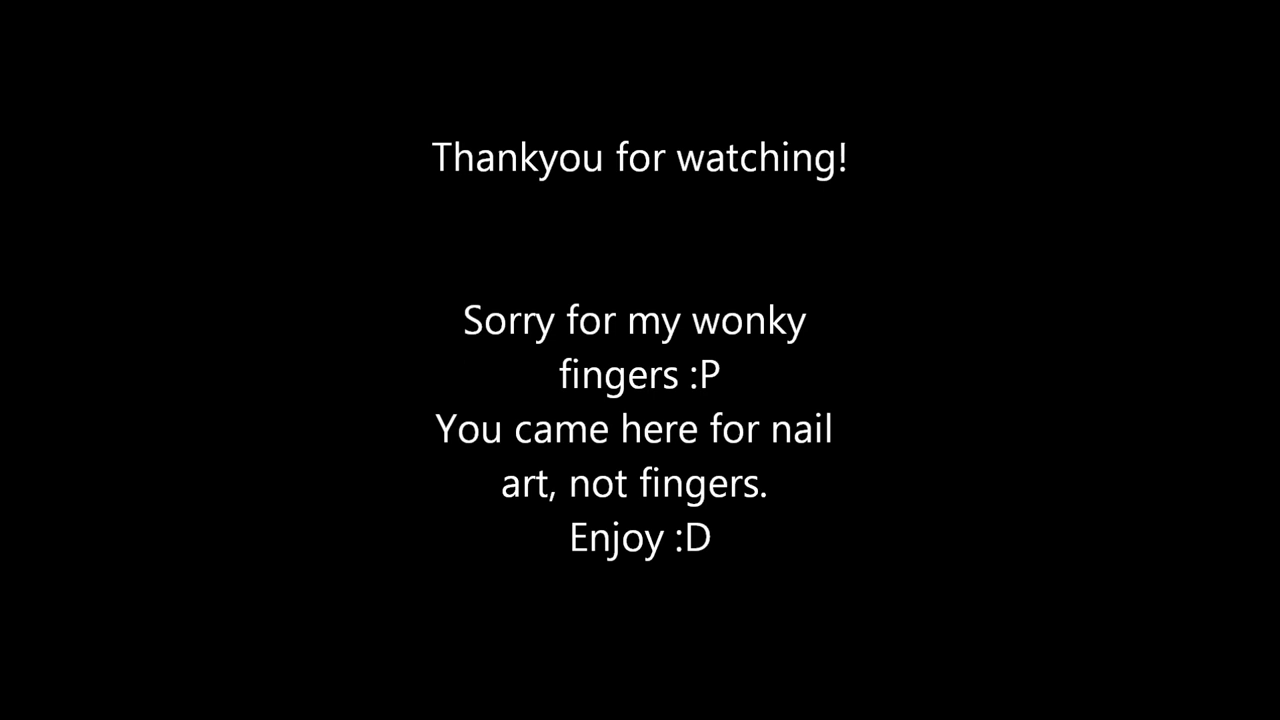 Thankyou for watching!
Sorry for my wonky
fingers :P
You came here for nail
art, not fingers.
Enjoy :D